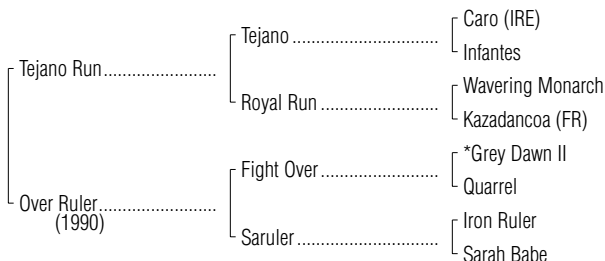 Caro (IRE)
Tejano
Infantes
Tejano Run
Wavering Monarch
Royal Run
Kazadancoa (FR)
*Grey Dawn II
Fight Over
Quarrel
Over Ruler
(1990)
Iron Ruler
Saruler
Sarah Babe